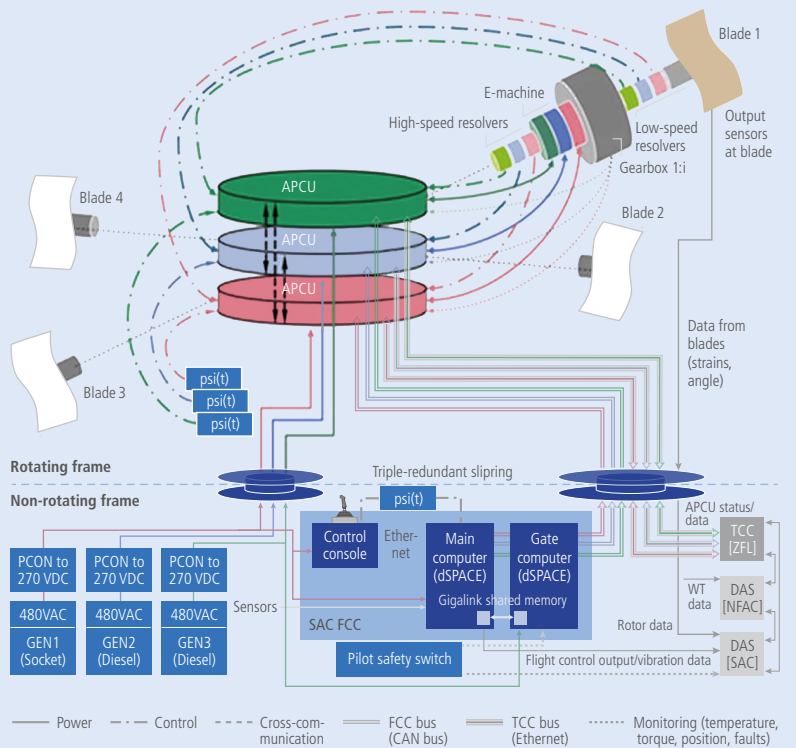 Blade 1
E-machine
High-speed resolvers
Output
sensors
at blade
Low-speed
resolvers
Gearbox 1:i
APCU
Blade 4
Blade 2
APCU
APCU
Data from
blades
(strains,
angle)
Blade 3
psi(t)
psi(t)
psi(t)
Rotating frame
Triple-redundant slipring
Non-rotating frame
psi(t)
APCU status/
data
Control
console
Ether-
net
Main
computer
(dSPACE)
Gate
computer
(dSPACE)
TCC
[ZFL]
PCON to
270 VDC
PCON to
270 VDC
PCON to
270 VDC
WT
data
DAS
[NFAC]
Sensors
Gigalink shared memory
480VAC
480VAC
480VAC
SAC FCC
Rotor data
GEN1
(Socket)
GEN2
(Diesel)
GEN3
(Diesel)
DAS
[SAC]
Pilot safety switch
Flight control output/vibration data
Power
Control
Cross-com-
munication
FCC bus
(CAN bus)
TCC bus
(Ethernet)
Monitoring (temperature,
torque, position, faults)